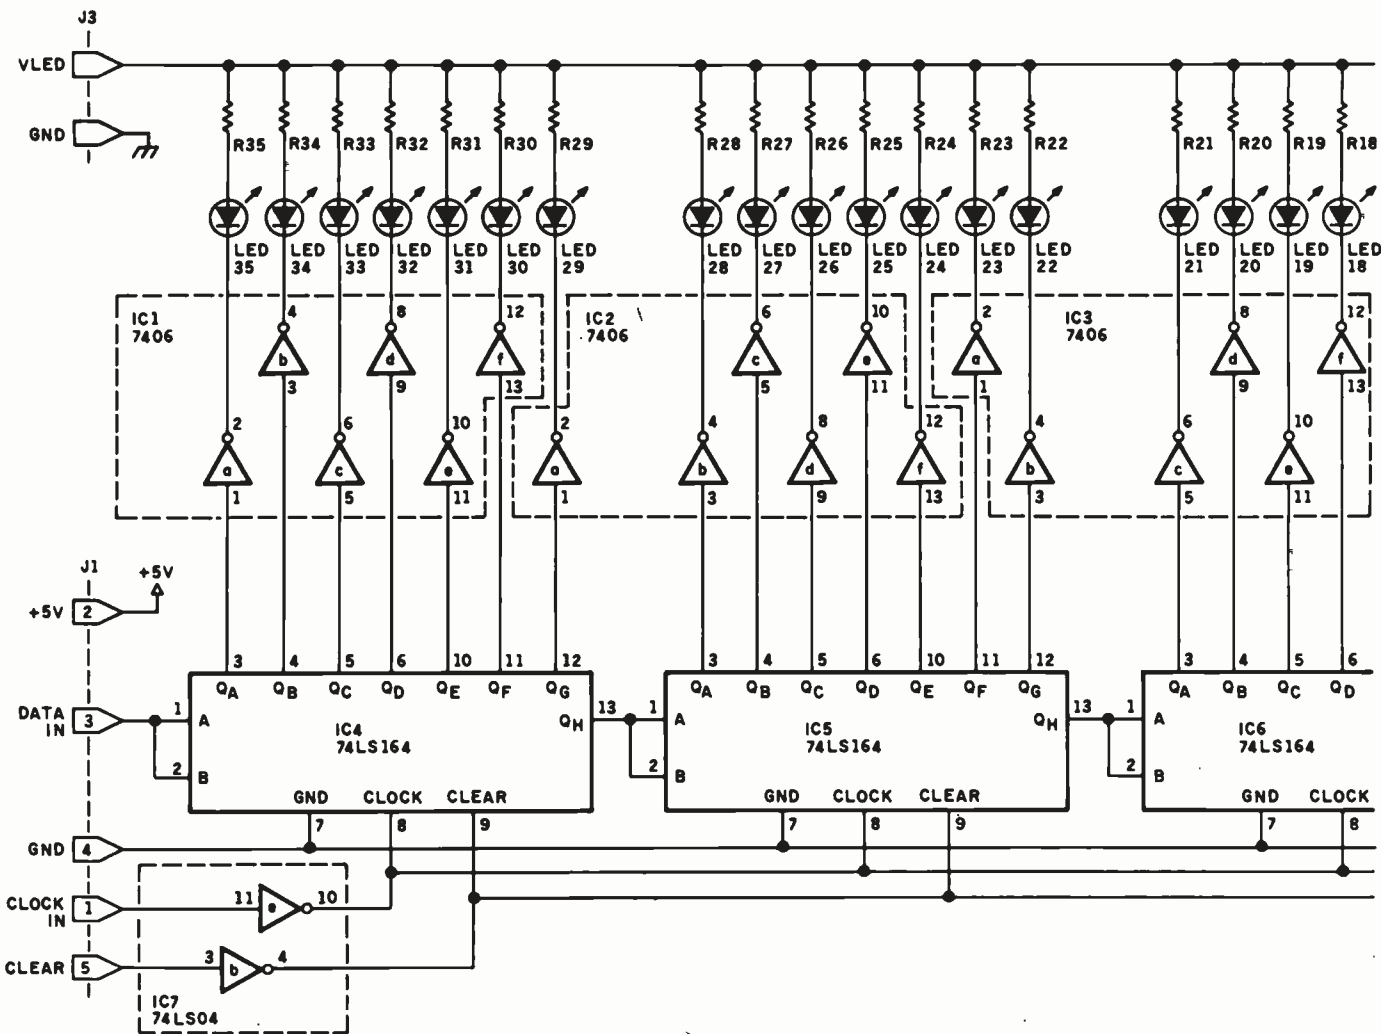 J3
VLED
GND
R35 R34 R33 R32 R31 R30 R29 R28 R27 R26 R25 R24 R23 R22 R21 R20 R19 R18
LED LED LED LED LED LED LED LED LED LED LED LED LED LED LED LED LED LED
35 34 33 32 31 30 29 28 27 26 25 24 23 22 21 20 19 18
IC1
7406
IC2
7406
IC3
7406
4 8 12 6 10 2 8 12
b d f c e a d f
3 9 13 5 11 1 9 13
2 6 10 2 4 8 12 4 6 10
a c e a b d f b c e
1 5 11 1 3 9 13 3 5 11
J1
+5V
+5V 2
3 4 5 6 10 11 12 3 4 5 6 10 11 12 3 4 5 6
QA QB QC QD QE QF QG QA QB QC QD QE QF QG QA QB QC QD
DATA IN 3
1 A QH 13 1 A QH 13 1 A
IC4
74LS164
IC5
74LS164
IC6
74LS164
2 B 2 B 2 B
GND CLOCK CLEAR GND CLOCK CLEAR GND CLOCK
7 8 9 7 8 9 7 8
GND 4
CLOCK IN 1
11 e 10
CLEAR 5
3 b 4
IC7
74LS04